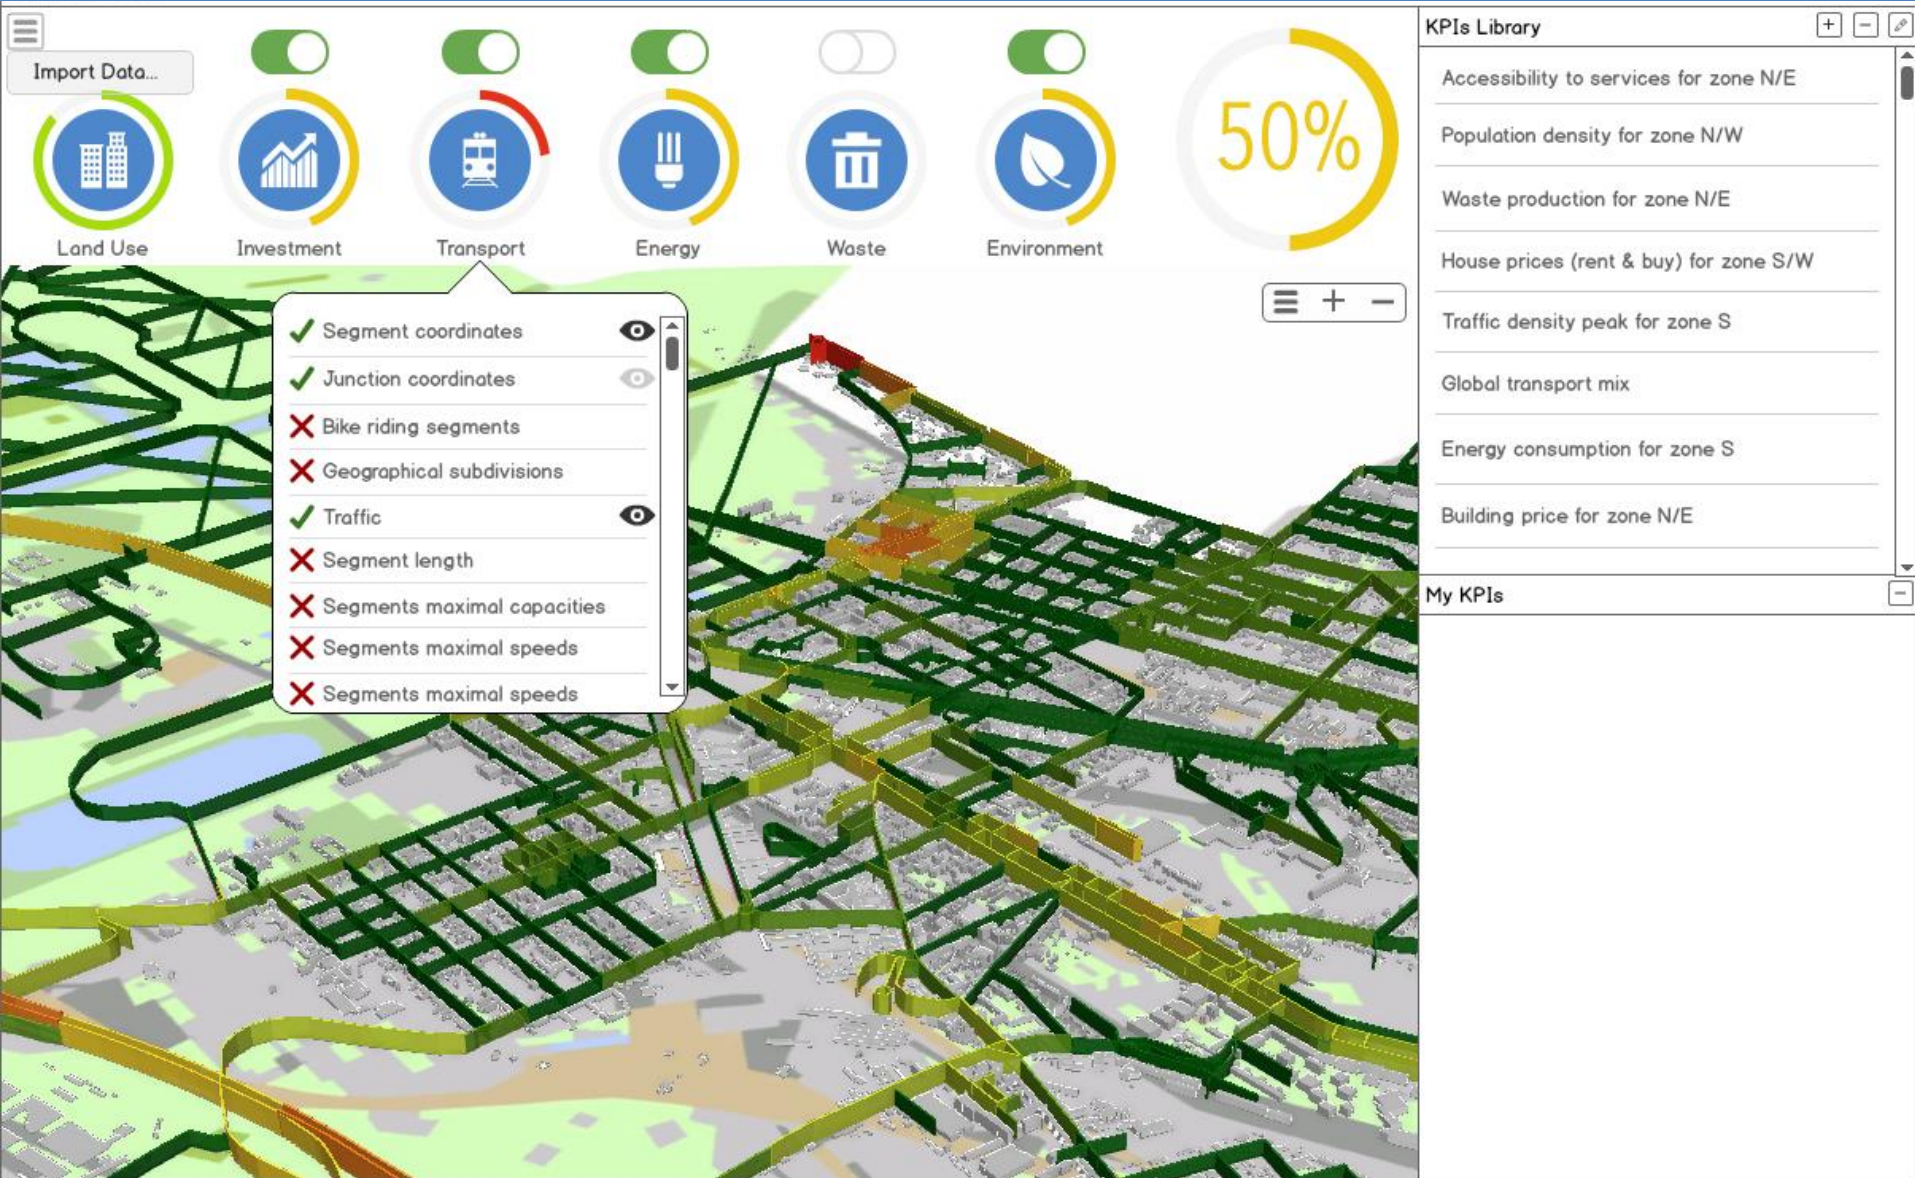 Import Data...
50%
Land Use
Investment
Transport
Energy
Waste
Environment
Segment coordinates
Junction coordinates
Bike riding segments
Geographical subdivisions
Traffic
Segment length
Segments maximal capacities
Segments maximal speeds
Segments maximal speeds
KPIs Library
Accessibility to services for zone N/E
Population density for zone N/W
Waste production for zone N/E
House prices (rent & buy) for zone S/W
Traffic density peak for zone S
Global transport mix
Energy consumption for zone S
Building price for zone N/E
My KPIs